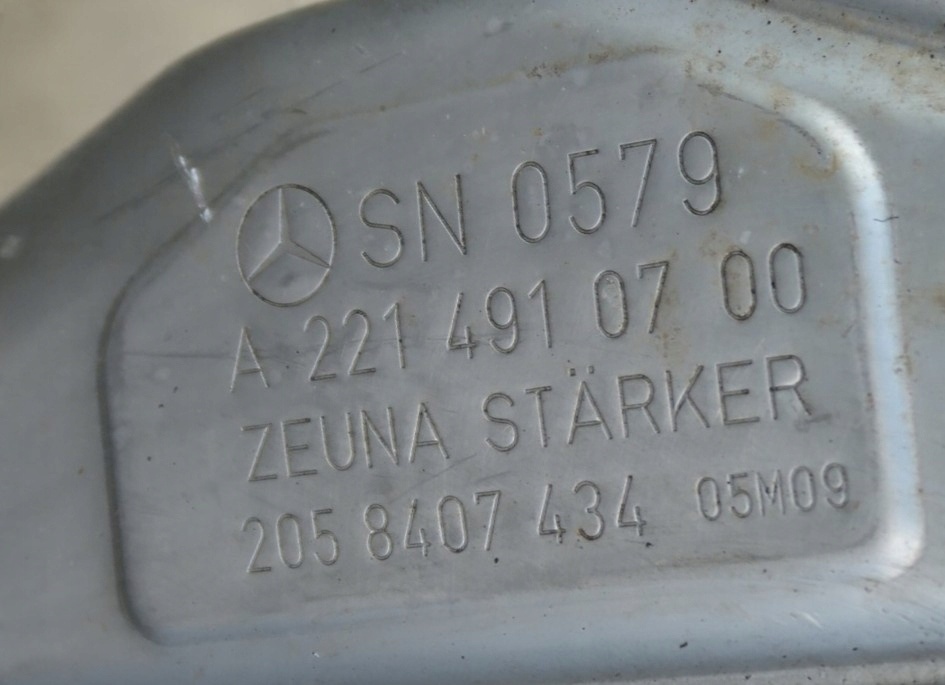 SN 0579
A 221 491 07 00
ZEUNA STÄRKER
205 8407 434 05M09